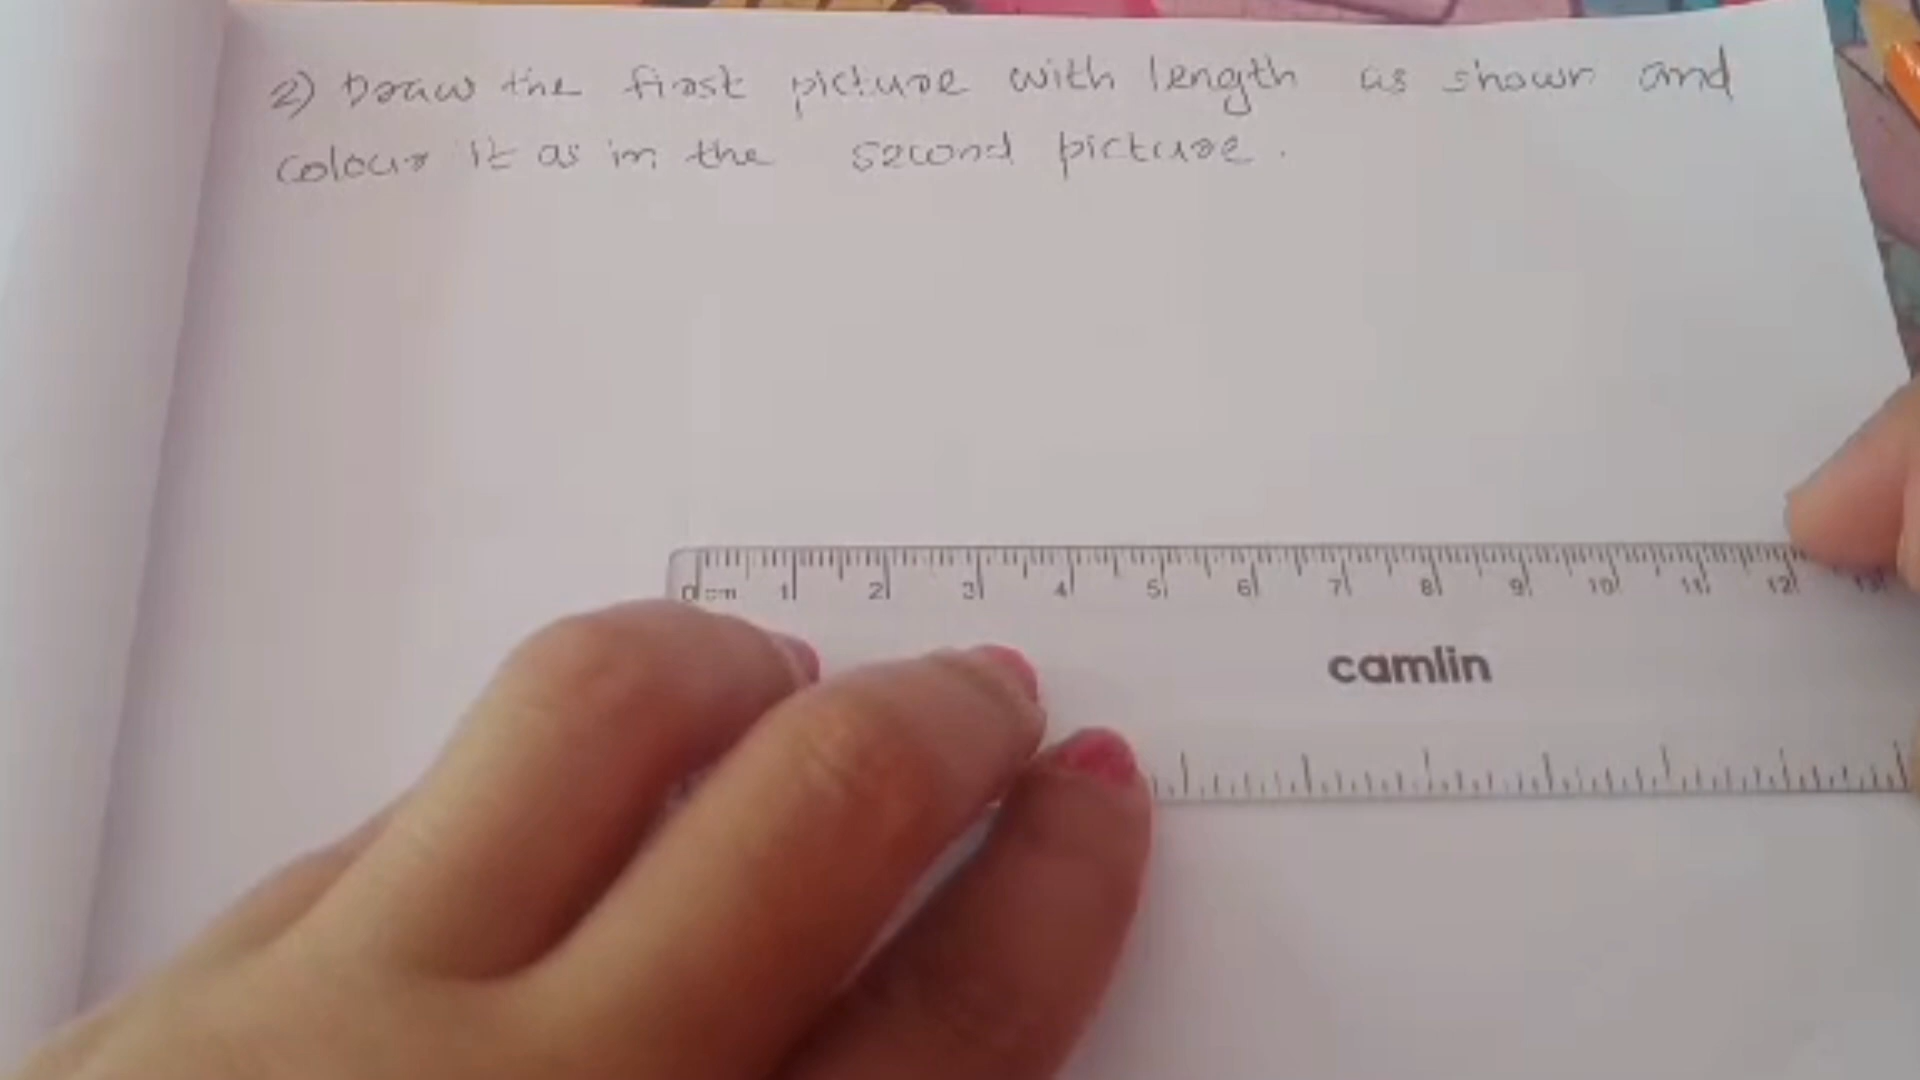 2) Draw the first picture with length as shown and
colour it as in the second picture.
0 cm 1 2 3 4 5 6 7 8 9 10 11 12 13
camlin